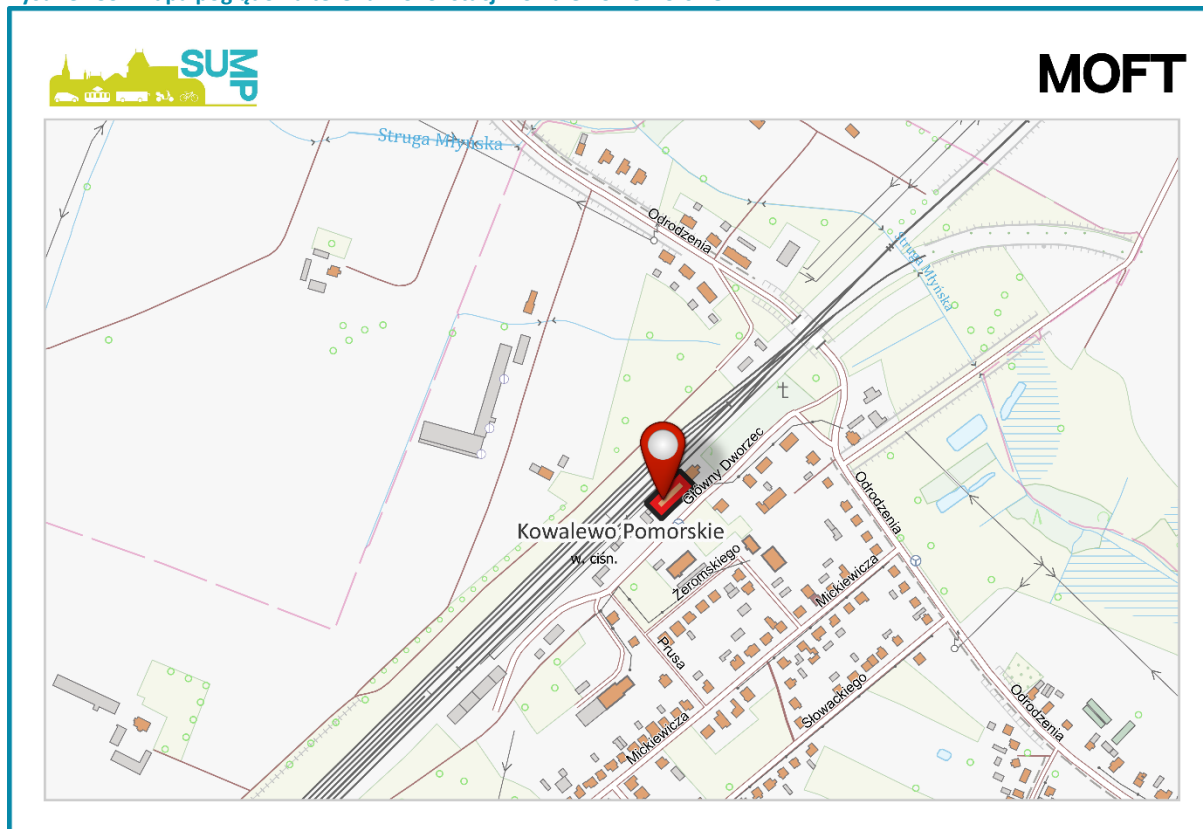 SUMP
MOFT
Struga Młyńska
Odrodzenia
Struga Młyńska
t
Główny Dworzec
Odrodzenia
Kowalewo Pomorskie
w. ciśn.
Żeromskiego
Mickiewicza
Prusa
Słowackiego
Odrodzenia
Mickiewicza